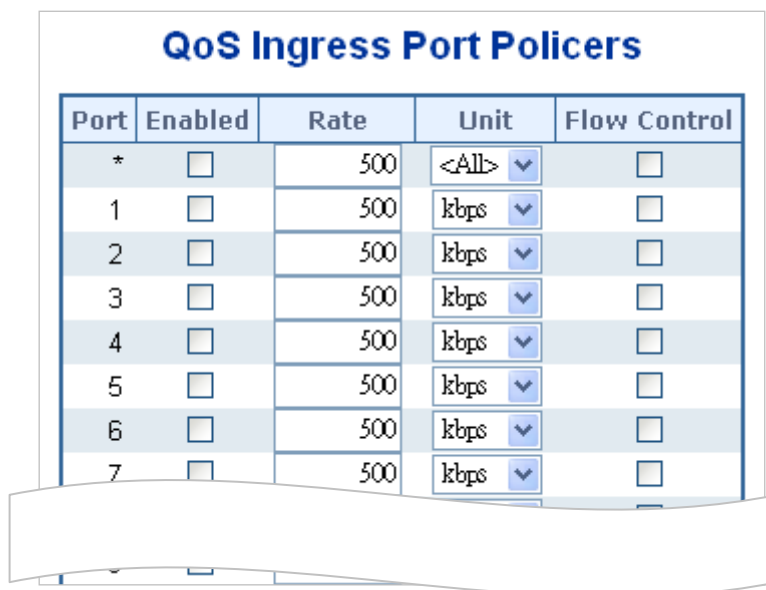 QoS Ingress Port Policers
Port Enabled Rate Unit Flow Control
* 500 <All>
1 500 kbps
2 500 kbps
3 500 kbps
4 500 kbps
5 500 kbps
6 500 kbps
7 500 kbps